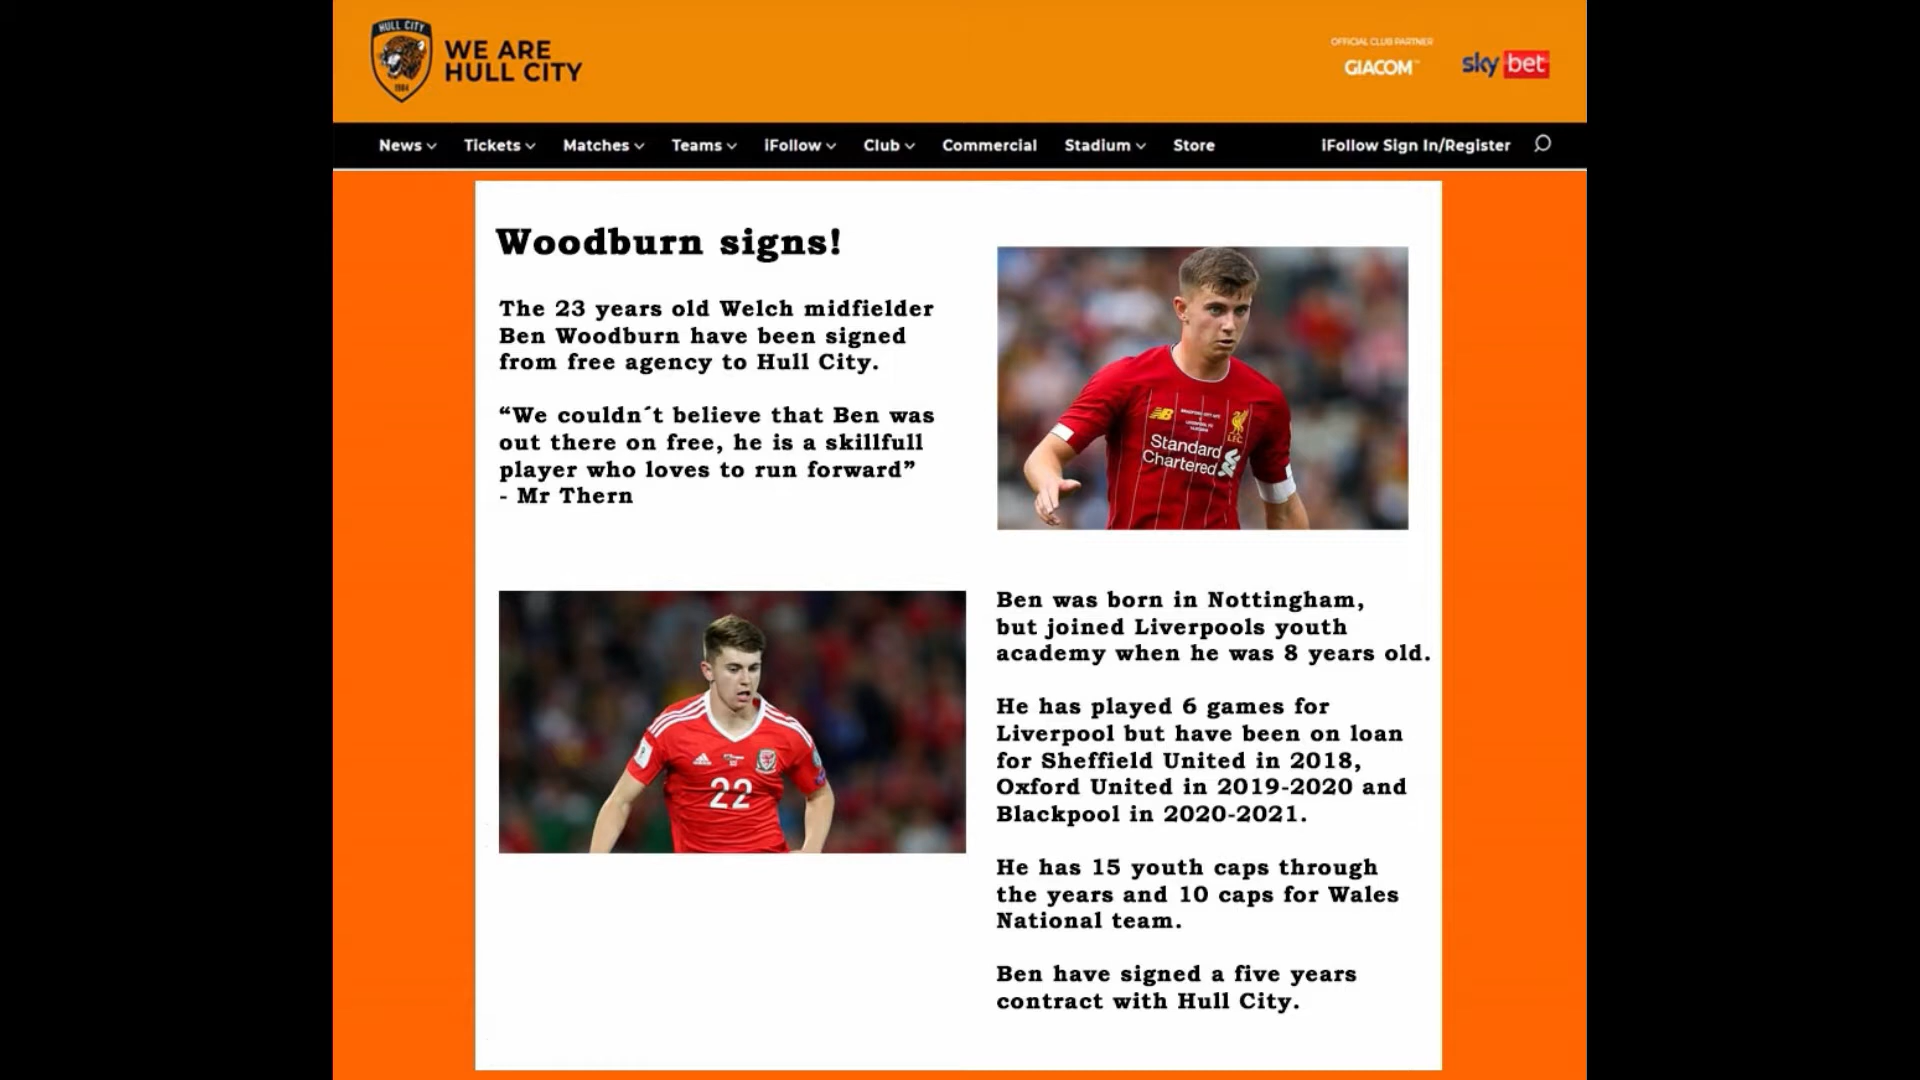 HULL CITY
1904
WE ARE
HULL CITY
OFFICIAL CLUB PARTNER
GIACOM™
sky bet
News Tickets Matches Teams iFollow Club Commercial Stadium Store iFollow Sign In/Register
Woodburn signs!
The 23 years old Welch midfielder
Ben Woodburn have been signed
from free agency to Hull City.
“We couldn´t believe that Ben was
out there on free, he is a skillfull
player who loves to run forward”
- Mr Thern
NB
L.F.C.
Standard
Chartered
22
Ben was born in Nottingham,
but joined Liverpools youth
academy when he was 8 years old.
He has played 6 games for
Liverpool but have been on loan
for Sheffield United in 2018,
Oxford United in 2019-2020 and
Blackpool in 2020-2021.
He has 15 youth caps through
the years and 10 caps for Wales
National team.
Ben have signed a five years
contract with Hull City.